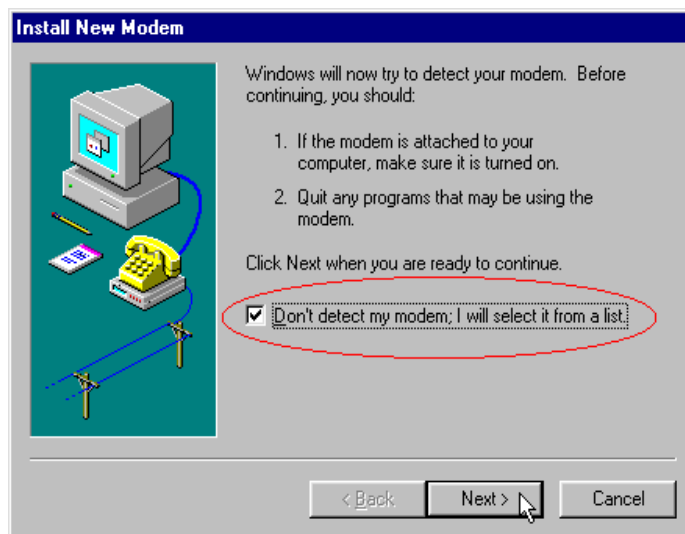 Install New Modem
Windows will now try to detect your modem. Before
continuing, you should:
1. If the modem is attached to your
computer, make sure it is turned on.
2. Quit any programs that may be using the
modem.
Click Next when you are ready to continue.
Don't detect my modem; I will select it from a list.
< Back
Next >
Cancel